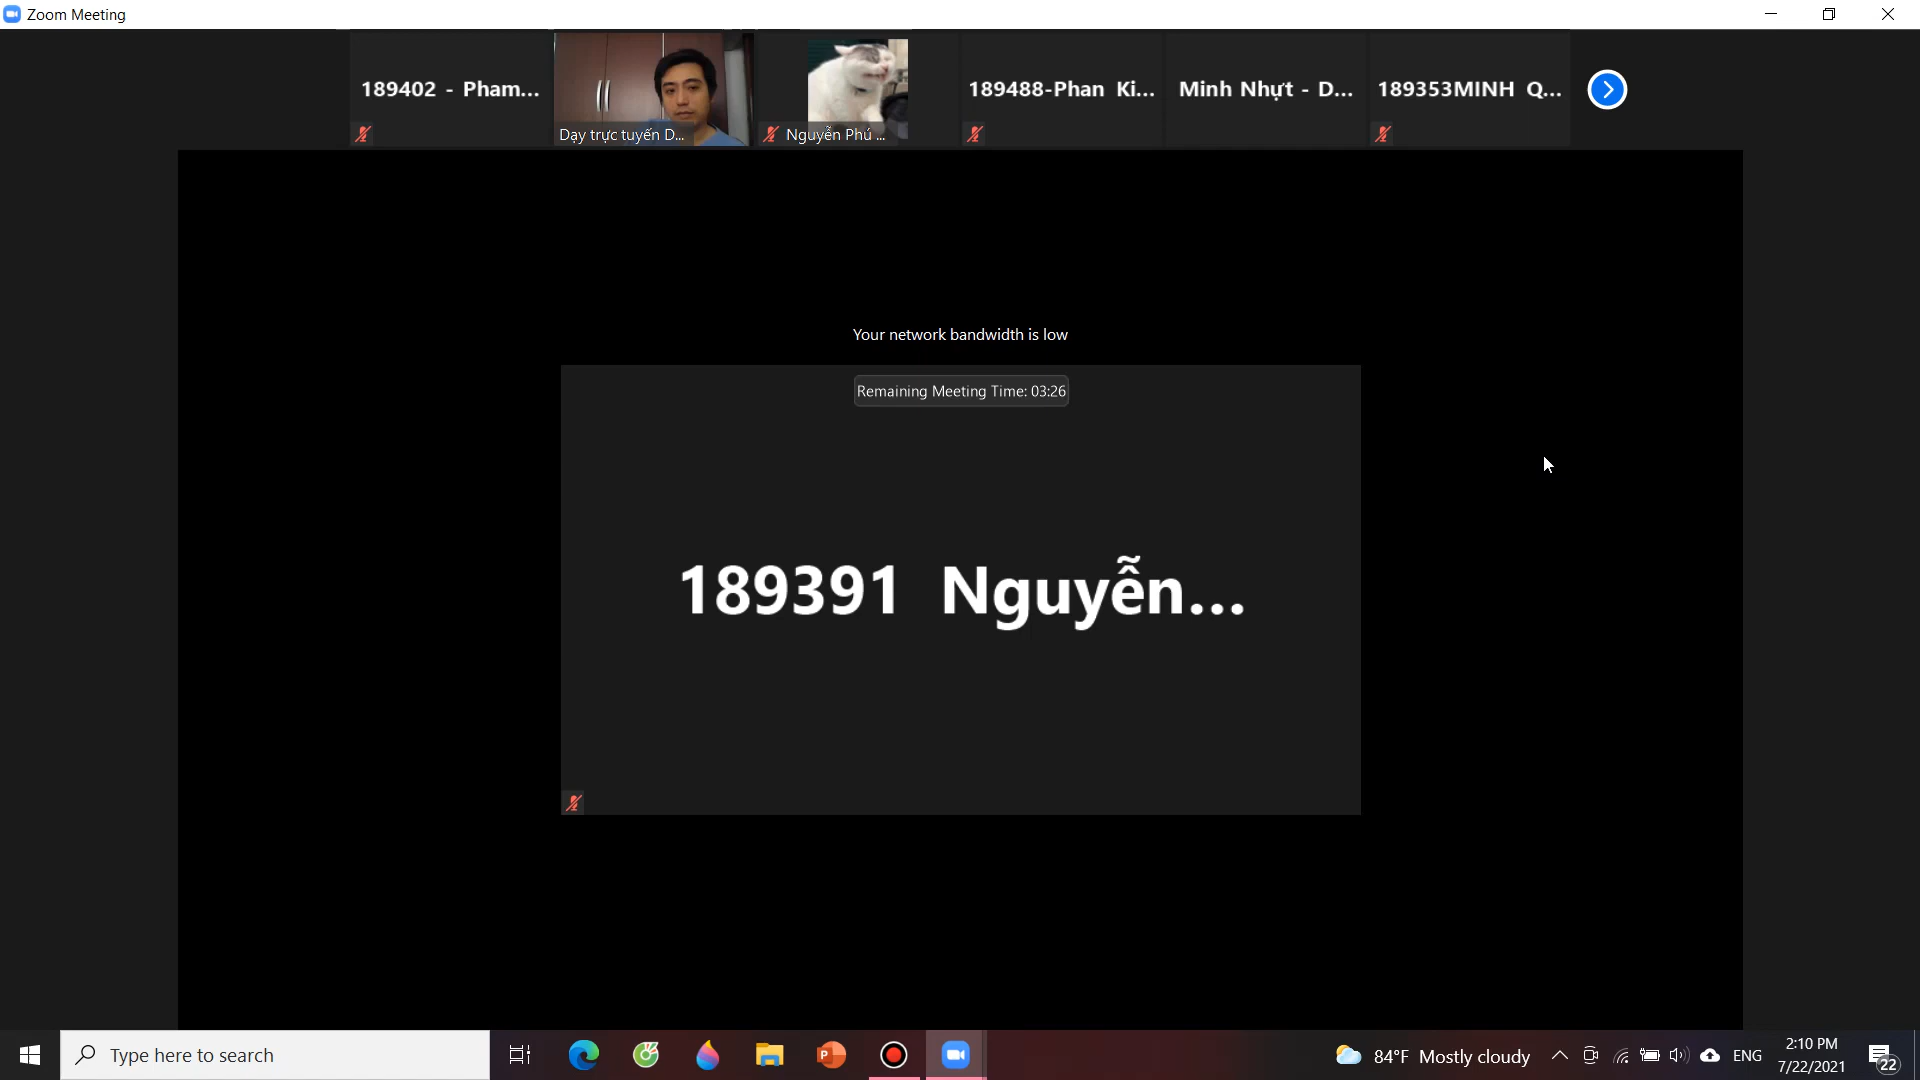 Zoom Meeting
189402 - Pham...
Dạy trực tuyến D...
Nguyễn Phú ...
189488-Phan Ki...
Minh Nhựt - D...
189353MINH Q...
Your network bandwidth is low
Remaining Meeting Time: 03:26
189391 Nguyễn...
Type here to search
84°F Mostly cloudy
ENG
2:10 PM
7/22/2021
22